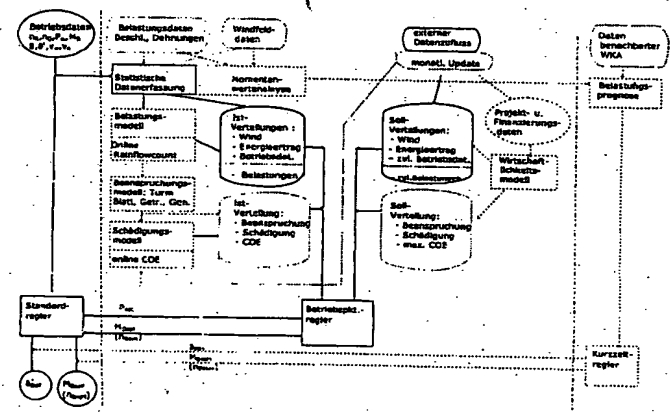 Betriebsdaten
Belastungsdaten
Beschl., Dehnungen
Windfeld-
daten
externer
Datenzufluss
monatl. Update
Daten
benachbarter
WKA
Statistische
Datenerfassung
Momentan-
wertanalyse
Belastungs-
prognose
Belastungs-
modell
Online
Rainflowcount
Ist-
Verteilungen:
- Wind
- Energieertrag
- Betriebsdat.
- Belastungen
Soll-
Verteilungen:
- Wind
- Energieertrag
- zul. Betriebsdat.
- zul. Belastungen
Projekt- u.
Finanzierungs-
daten
Wirtschaft-
lichkeits-
modell
Beanspruchungs-
modell: Turm
Blatt, Getr., Gen.
Schädigungs-
modell
online COE
Ist-
Verteilung:
- Beanspruchung
- Schädigung
- COE
Soll-
Verteilung:
- Beanspruchung
- Schädigung
- max. COE
Standard-
regler
Betriebspkt.-
regler
Kurzzeit-
regler